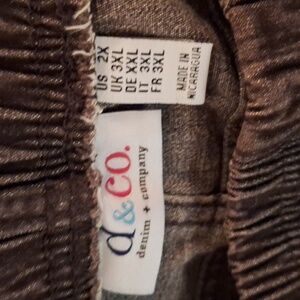 US 2X
UK 3XL
DE XXL
IT 3XL
FR 3XL
MADE IN
NICARAGUA
d&co.
denim + company